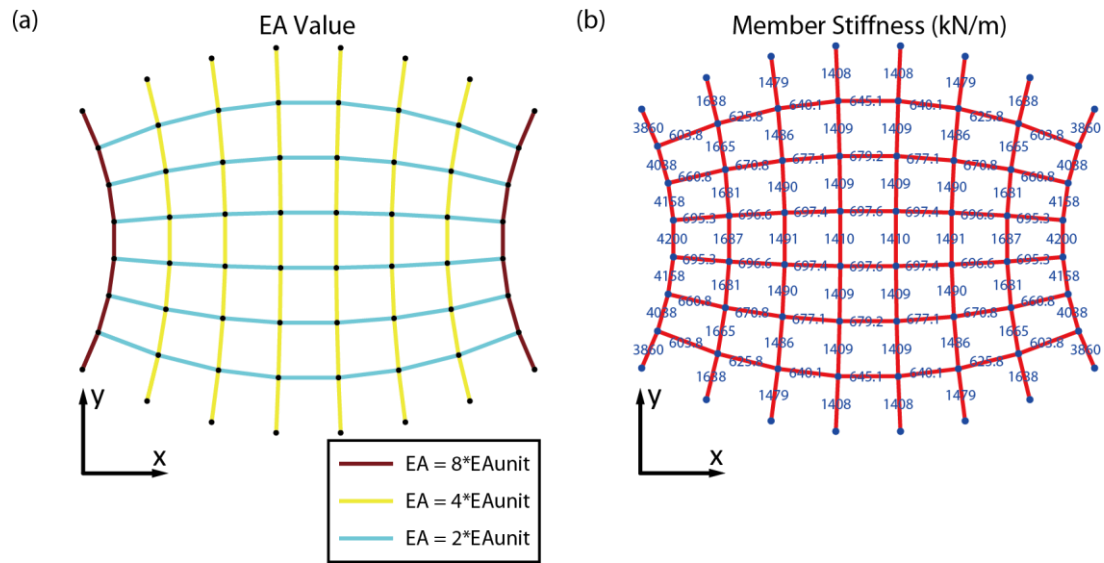 (a)
EA Value
y
x
EA = 8*EAunit
EA = 4*EAunit
EA = 2*EAunit
(b)
Member Stiffness (kN/m)
3860 1638 1479 1408 1408 1479 1638 3860
603.8 625.8 640.1 645.1 640.1 625.8 603.8
4038 1665 1486 1409 1409 1486 1665 4038
660.8 670.8 677.1 679.2 677.1 670.8 660.8
4158 1681 1490 1409 1409 1490 1681 4158
695.3 696.6 697.4 697.6 697.4 696.6 695.3
4200 1687 1491 1410 1410 1491 1687 4200
695.3 696.6 697.4 697.6 697.4 696.6 695.3
4158 1681 1490 1409 1409 1490 1681 4158
660.8 670.8 677.1 679.2 677.1 670.8 660.8
4038 1665 1486 1409 1409 1486 1665 4038
603.8 625.8 640.1 645.1 640.1 625.8 603.8
3860 1638 1479 1408 1408 1479 1638 3860
y
x